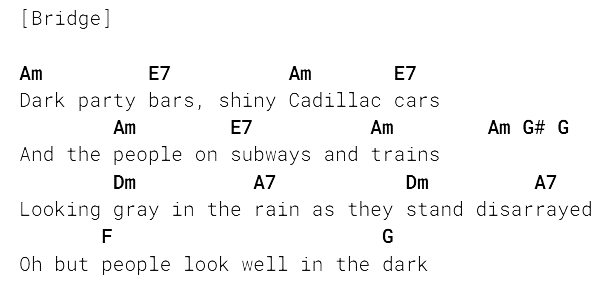 [Bridge]
Am E7 Am E7
Dark party bars, shiny Cadillac cars
Am E7 Am Am G# G
And the people on subways and trains
Dm A7 Dm A7
Looking gray in the rain as they stand disarrayed
F G
Oh but people look well in the dark